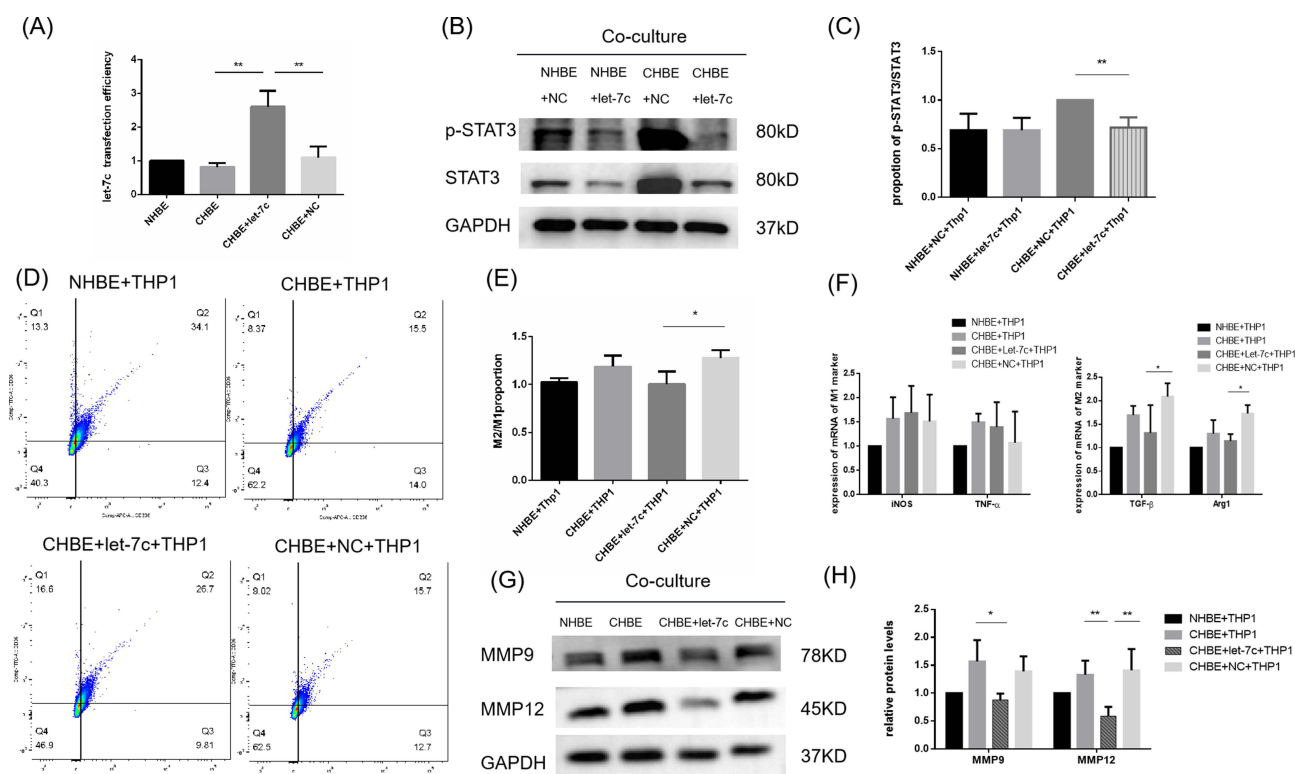 (A)
let-7c transfection efficiency
4
3
2
1
0
**
**
NHBE
CHBE
CHBE+let-7c
CHBE+NC
(B)
Co-culture
NHBE NHBE CHBE CHBE
+NC +let-7c +NC +let-7c
p-STAT3 80kD
STAT3 80kD
GAPDH 37kD
(C)
propotion of p-STAT3/STAT3
1.5
1.0
0.5
0.0
**
NHBE+NC+Thp1
NHBE+let-7c+Thp1
CHBE+NC+THP1
CHBE+let-7c+Thp1
(D)
NHBE+THP1
Q1
13.3
Q2
34.1
Q4
40.3
Q3
12.4
CHBE+THP1
Q1
8.37
Q2
15.5
Q4
62.2
Q3
14.0
CHBE+let-7c+THP1
Q1
16.6
Q2
26.7
Q4
46.9
Q3
9.81
CHBE+NC+THP1
Q1
9.02
Q2
15.7
Q4
62.5
Q3
12.7
(E)
M2/M1proportion
1.5
1.0
0.5
0.0
*
NHBE+Thp1
CHBE+THP1
CHBE+let-7c+THP1
CHBE+NC+THP1
(F)
NHBE+THP1
CHBE+THP1
CHBE+Let-7c+THP1
CHBE+NC+THP1
expression of mRNA of M1 marker
2.5
2.0
1.5
1.0
0.5
0.0
iNOS TNF-α
NHBE+THP1
CHBE+THP1
CHBE+Let-7c+THP1
CHBE+NC+THP1
expression of mRNA of M2 marker
2.5
2.0
1.5
1.0
0.5
0.0
*
*
TGF-β Arg1
(G)
Co-culture
NHBE CHBE CHBE+let-7c CHBE+NC
MMP9 78KD
MMP12 45KD
GAPDH 37KD
(H)
relative protein levels
2.5
2.0
1.5
1.0
0.5
0.0
*
** **
MMP9 MMP12
NHBE+THP1
CHBE+THP1
CHBE+let-7c+THP1
CHBE+NC+THP1